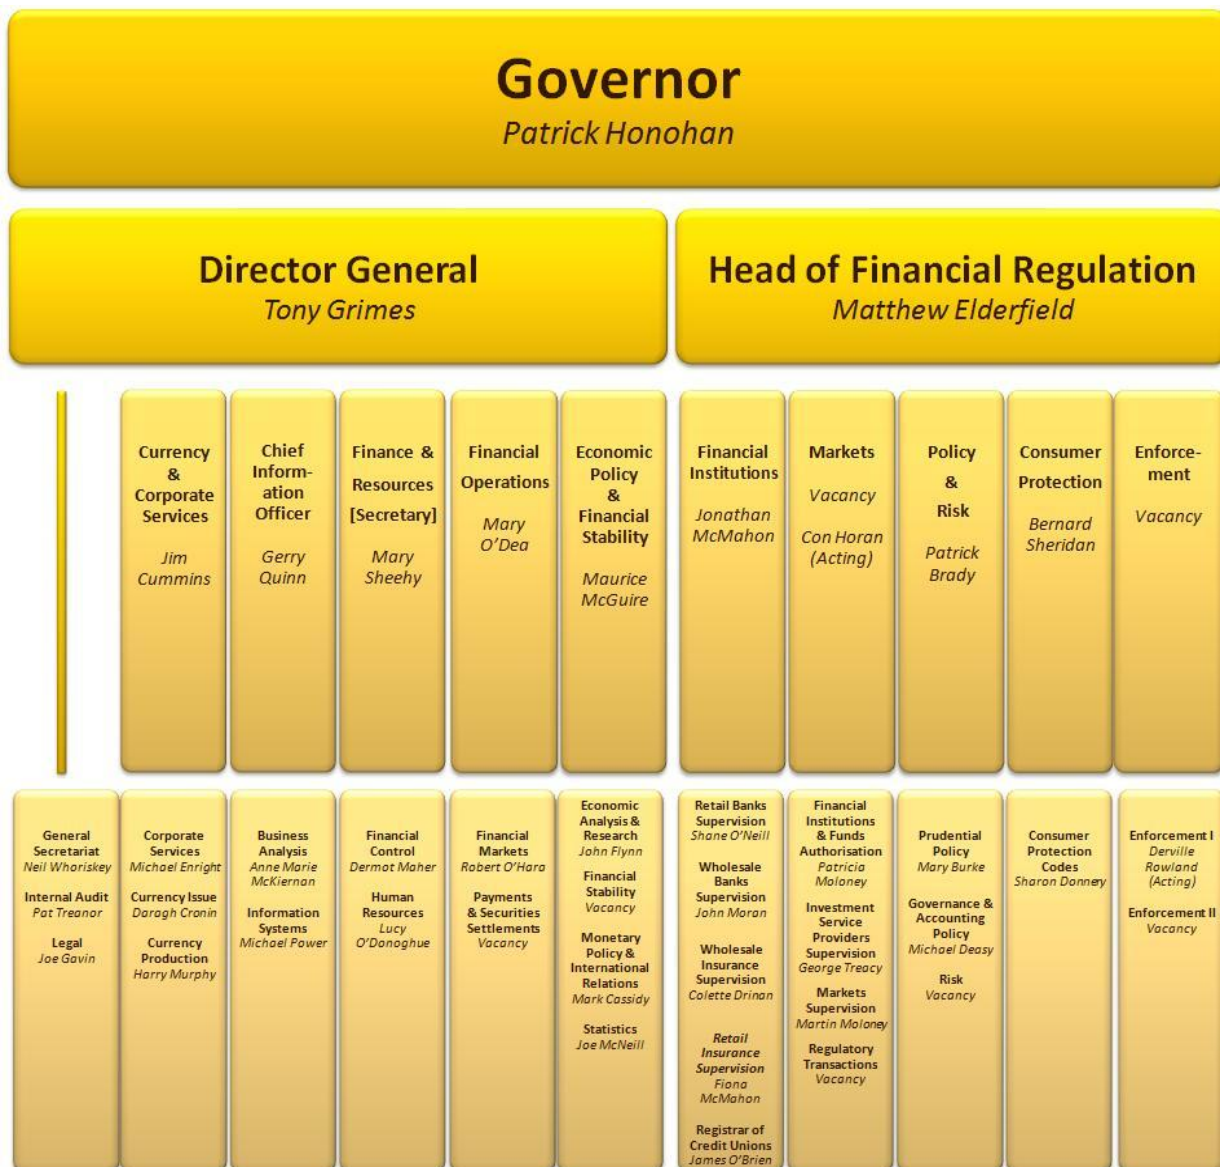 Governor
Patrick Honohan
Director General
Tony Grimes
Head of Financial Regulation
Matthew Elderfield
Currency
&
Corporate
Services
Jim
Cummins
Chief
Inform-
ation
Officer
Gerry
Quinn
Finance &
Resources
[Secretary]
Mary
Sheehy
Financial
Operations
Mary
O'Dea
Economic
Policy
&
Financial
Stability
Maurice
McGuire
Financial
Institutions
Jonathan
McMahon
Markets
Vacancy
Con Horan
(Acting)
Policy
&
Risk
Patrick
Brady
Consumer
Protection
Bernard
Sheridan
Enforce-
ment
Vacancy
General
Secretariat
Neil Whoriskey
Internal Audit
Pat Treanor
Legal
Joe Gavin
Corporate
Services
Michael Enright
Currency Issue
Daragh Cronin
Currency
Production
Harry Murphy
Business
Analysis
Anne Marie
McKiernan
Information
Systems
Michael Power
Financial
Control
Dermot Maher
Human
Resources
Lucy
O'Donoghue
Financial
Markets
Robert O'Hara
Payments
& Securities
Settlements
Vacancy
Economic
Analysis &
Research
John Flynn
Financial
Stability
Vacancy
Monetary
Policy &
International
Relations
Mark Cassidy
Statistics
Joe McNeill
Retail Banks
Supervision
Shane O'Neill
Wholesale
Banks
Supervision
John Moran
Wholesale
Insurance
Supervision
Colette Drinan
Retail
Insurance
Supervision
Fiona
McMahon
Registrar of
Credit Unions
James O'Brien
Financial
Institutions
& Funds
Authorisation
Patricia
Moloney
Investment
Service
Providers
Supervision
George Treacy
Markets
Supervision
Martin Moloney
Regulatory
Transactions
Vacancy
Prudential
Policy
Mary Burke
Governance &
Accounting
Policy
Michael Deasy
Risk
Vacancy
Consumer
Protection
Codes
Sharon Donnery
Enforcement I
Derville
Rowland
(Acting)
Enforcement II
Vacancy